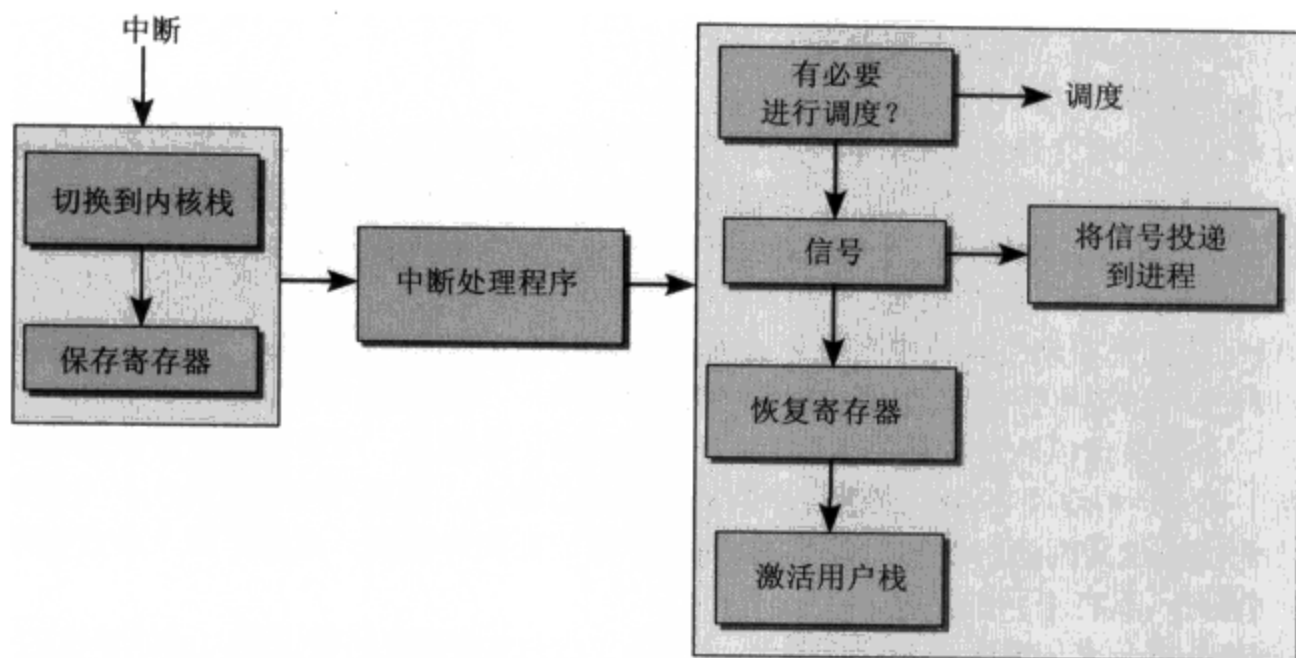 中断
切换到内核栈
保存寄存器
中断处理程序
有必要
进行调度?
调度
信号
将信号投递
到进程
恢复寄存器
激活用户栈